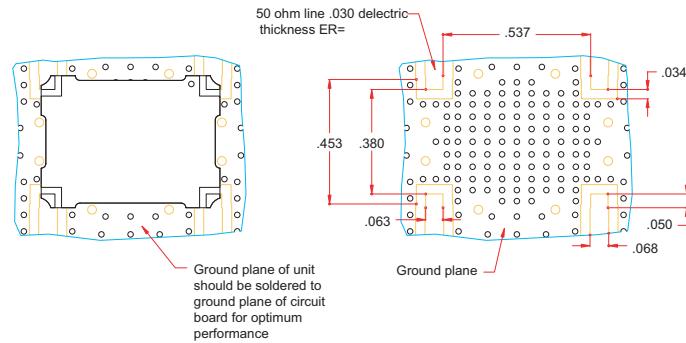 50 ohm line .030 delectric
thickness ER=
.537
.034
.453
.380
.063
.050
.068
Ground plane of unit
should be soldered to
ground plane of circuit
board for optimum
performance
Ground plane